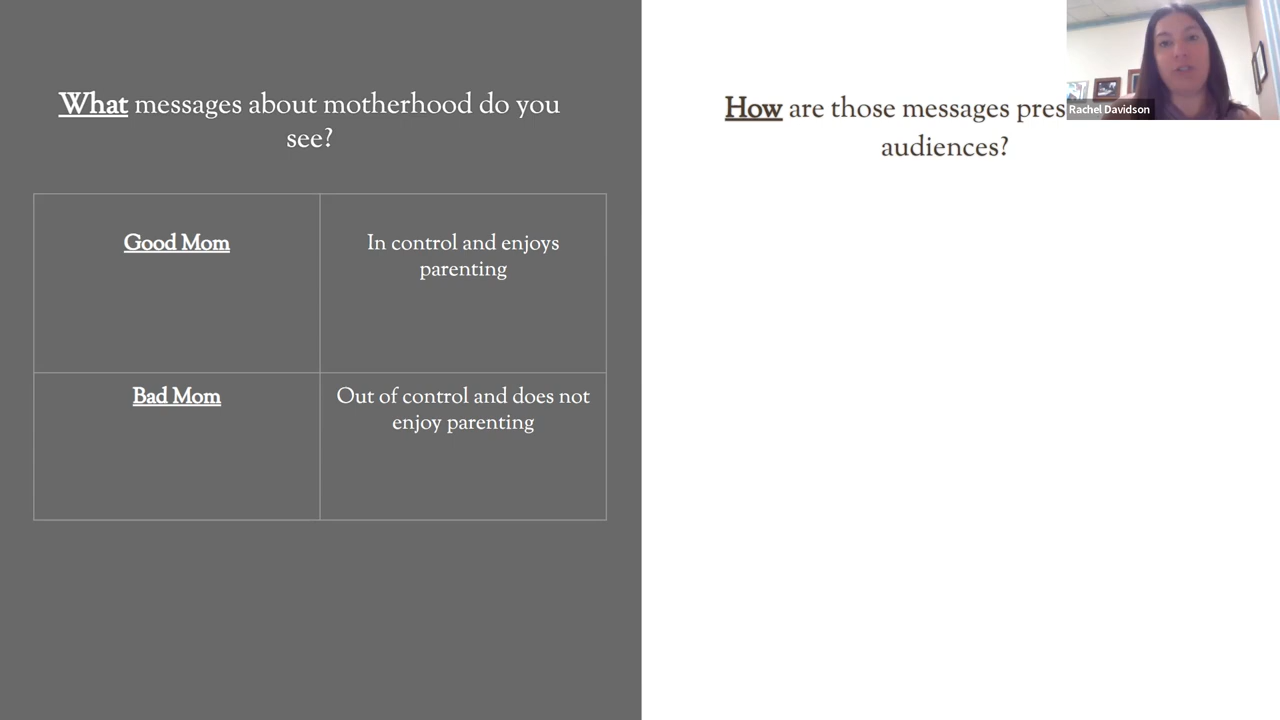 What messages about motherhood do you
see?
Good Mom
In control and enjoys
parenting
Bad Mom
Out of control and does not
enjoy parenting
How are those messages pres
audiences?
Rachel Davidson